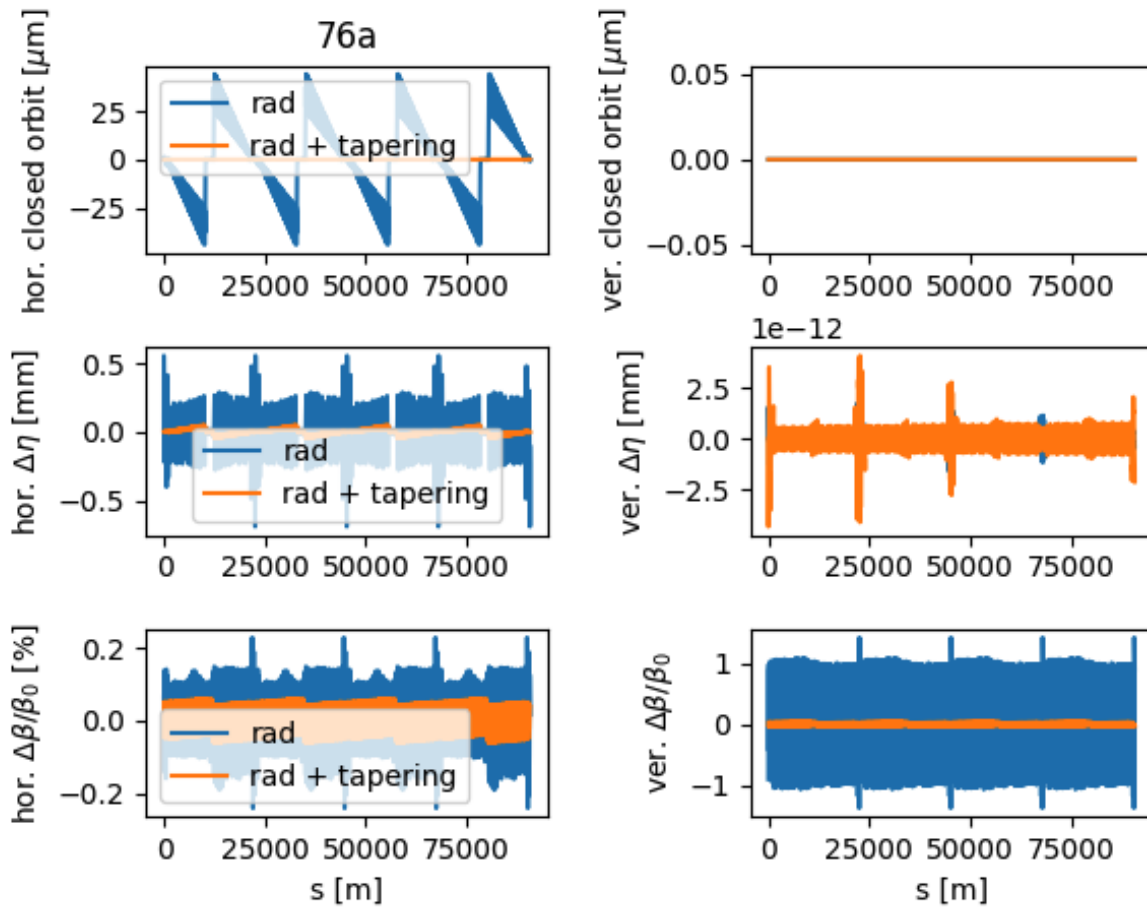 76a
hor. closed orbit [μm]
25
0
−25
rad
rad + tapering
0
25000
50000
75000
ver. closed orbit [μm]
0.05
0.00
−0.05
0
25000
50000
75000
hor. Δη [mm]
0.5
0.0
−0.5
rad
rad + tapering
0
25000
50000
75000
1e−12
ver. Δη [mm]
2.5
0.0
−2.5
0
25000
50000
75000
hor. Δβ/β₀ [%]
0.2
0.0
−0.2
rad
rad + tapering
0
25000
50000
75000
s [m]
ver. Δβ/β₀
1
0
−1
0
25000
50000
75000
s [m]